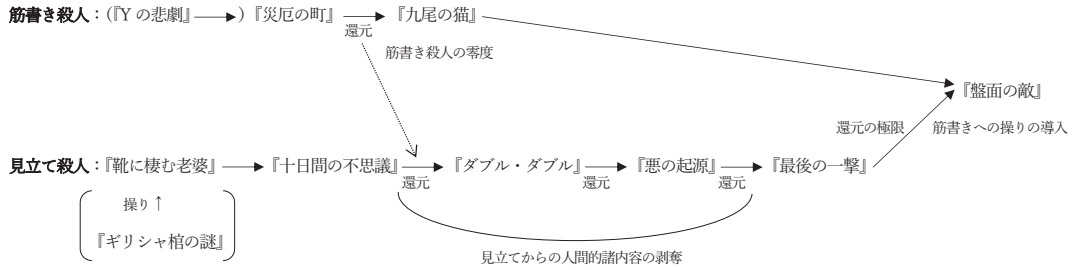 筋書き殺人：(『Yの悲劇』 ) 『災厄の町』 『九尾の猫』
還元
筋書き殺人の零度
『盤面の敵』
還元の極限 筋書きへの操りの導入
見立て殺人：『靴に棲む老婆』 『十日間の不思議』 『ダブル・ダブル』 『悪の起源』 『最後の一撃』
還元 還元 還元
操り
『ギリシャ棺の謎』
見立てからの人間的諸内容の剥奪